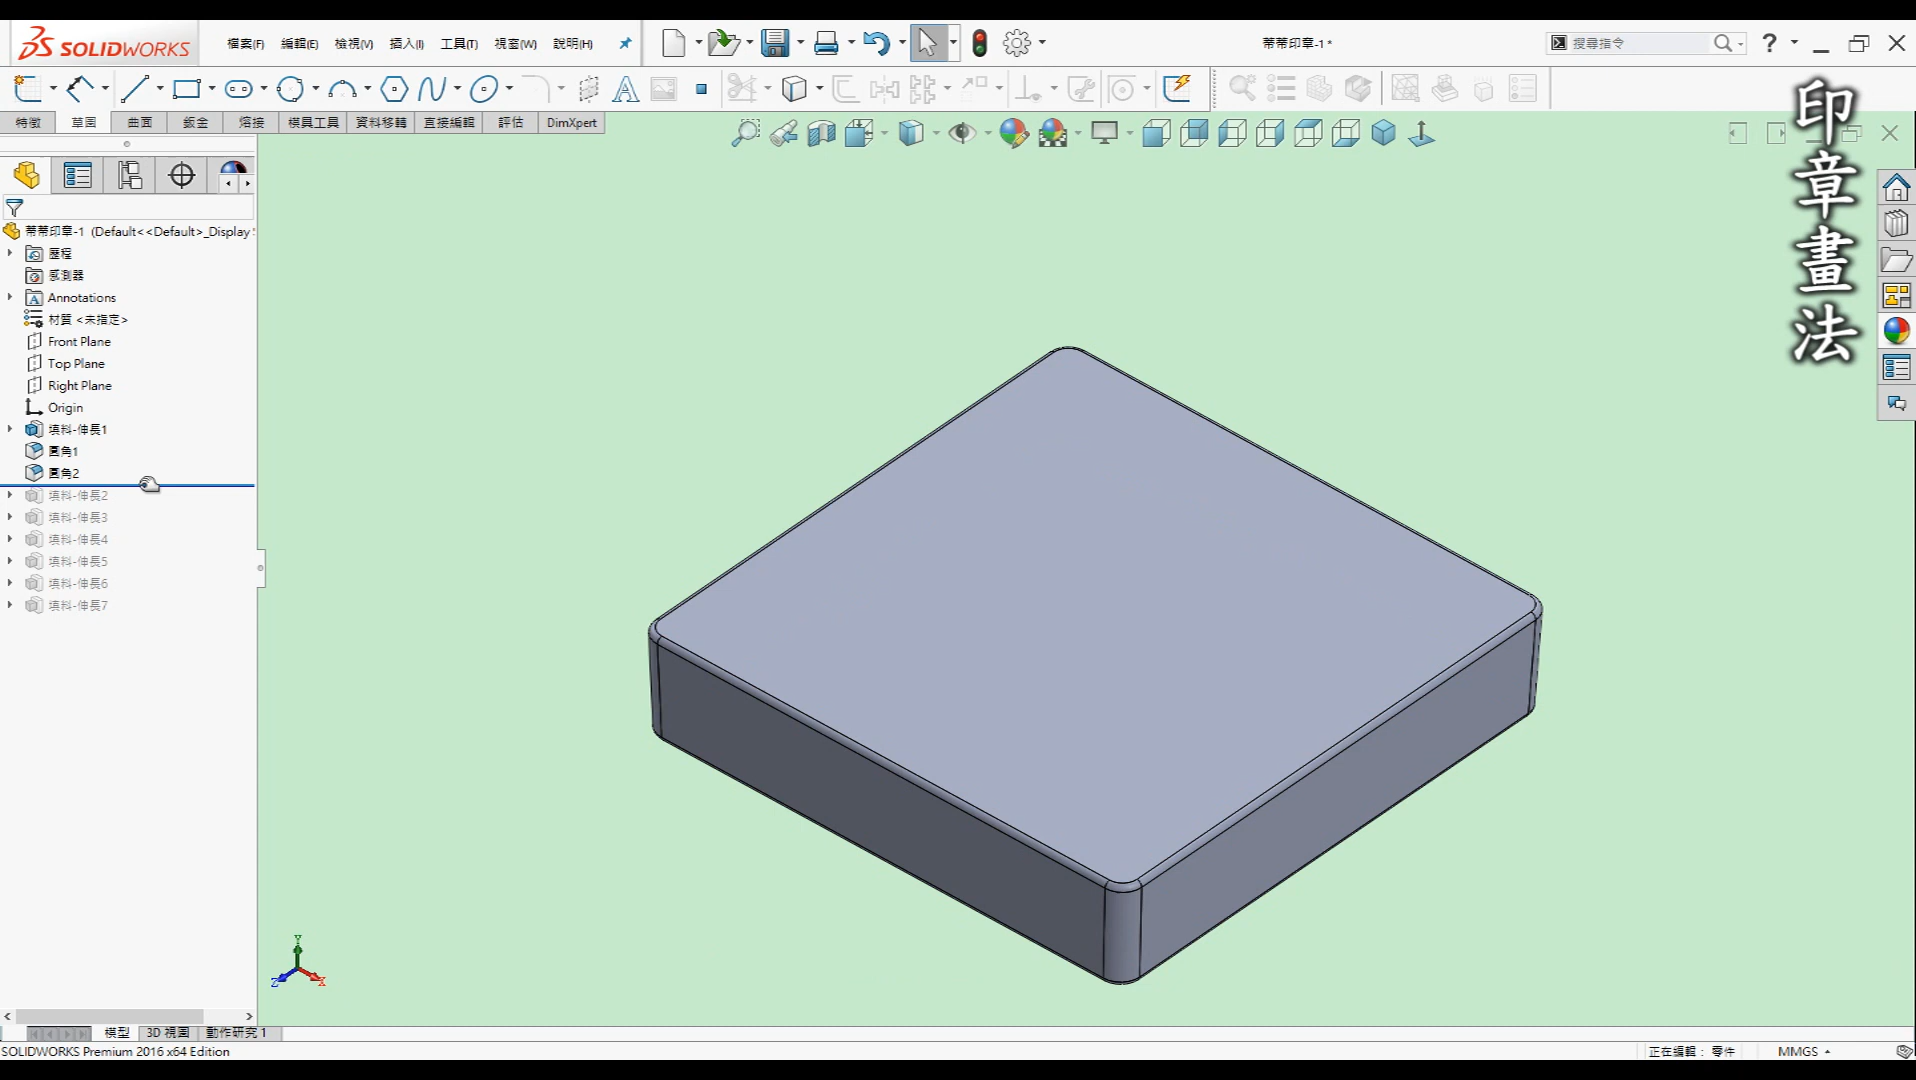 SOLIDWORKS
檔案(F) 編輯(E) 檢視(V) 插入(I) 工具(T) 視窗(W) 說明(H)
蒂蒂印章-1 *
搜尋指令
?
特徵 草圖 曲面 鈑金 熔接 模具工具 資料移轉 直接編輯 評估 DimXpert
印章畫法
蒂蒂印章-1 (Default<<Default>_Display
歷程
感測器
Annotations
材質 <未指定>
Front Plane
Top Plane
Right Plane
Origin
填料-伸長1
圓角1
圓角2
填料-伸長2
填料-伸長3
填料-伸長4
填料-伸長5
填料-伸長6
填料-伸長7
Y
Z X
模型 3D 視圖 動作研究 1
SOLIDWORKS Premium 2016 x64 Edition
正在編輯： 零件 MMGS